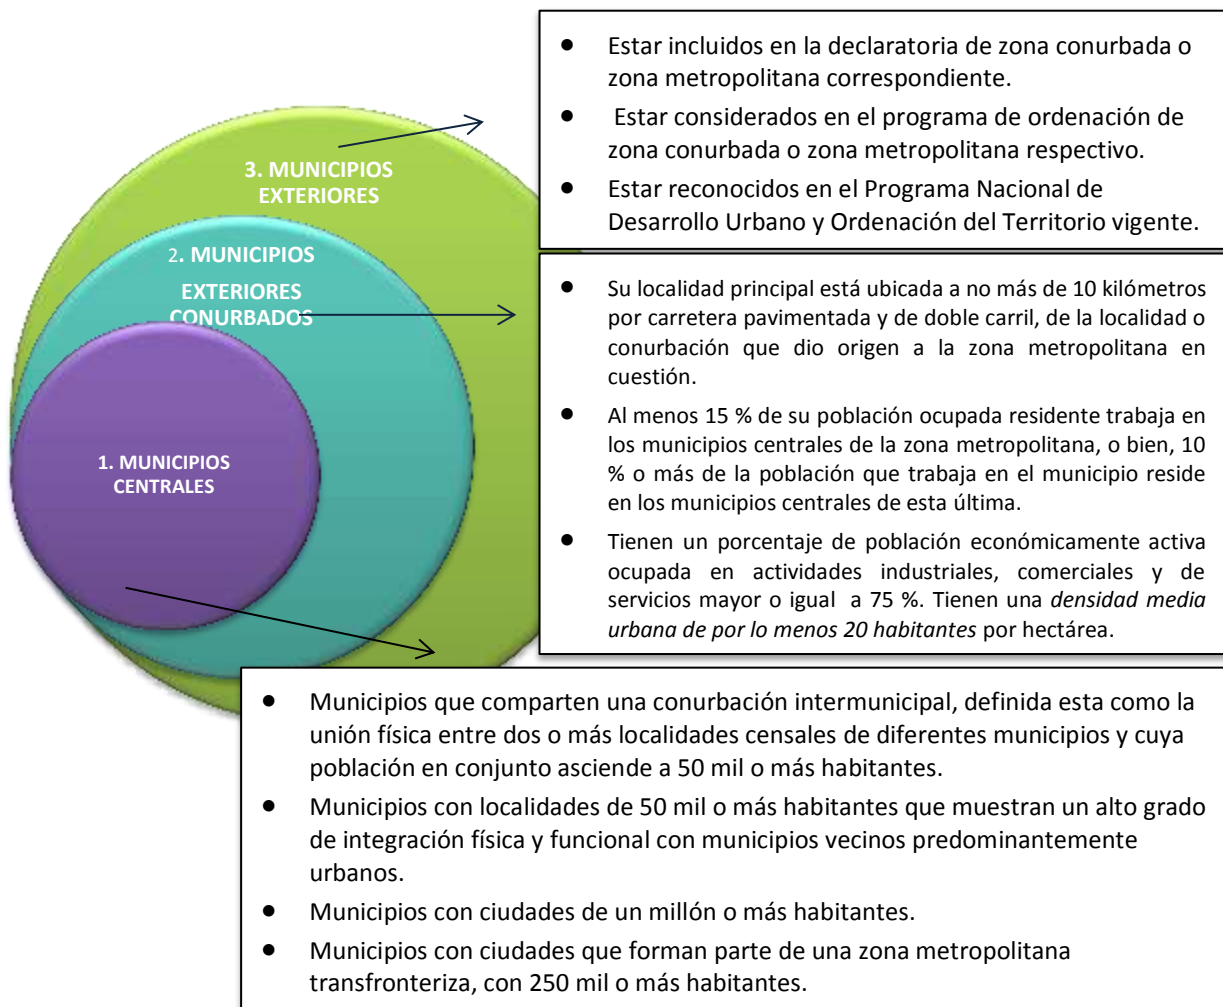 3. MUNICIPIOS
EXTERIORES
2. MUNICIPIOS
EXTERIORES
CONURBADOS
1. MUNICIPIOS
CENTRALES
• Estar incluidos en la declaratoria de zona conurbada o
zona metropolitana correspondiente.
• Estar considerados en el programa de ordenación de
zona conurbada o zona metropolitana respectivo.
• Estar reconocidos en el Programa Nacional de
Desarrollo Urbano y Ordenación del Territorio vigente.
• Su localidad principal está ubicada a no más de 10 kilómetros
por carretera pavimentada y de doble carril, de la localidad o
conurbación que dio origen a la zona metropolitana en
cuestión.
• Al menos 15 % de su población ocupada residente trabaja en
los municipios centrales de la zona metropolitana, o bien, 10
% o más de la población que trabaja en el municipio reside
en los municipios centrales de esta última.
• Tienen un porcentaje de población económicamente activa
ocupada en actividades industriales, comerciales y de
servicios mayor o igual a 75 %. Tienen una densidad media
urbana de por lo menos 20 habitantes por hectárea.
• Municipios que comparten una conurbación intermunicipal, definida esta como la
unión física entre dos o más localidades censales de diferentes municipios y cuya
población en conjunto asciende a 50 mil o más habitantes.
• Municipios con localidades de 50 mil o más habitantes que muestran un alto grado
de integración física y funcional con municipios vecinos predominantemente
urbanos.
• Municipios con ciudades de un millón o más habitantes.
• Municipios con ciudades que forman parte de una zona metropolitana
transfronteriza, con 250 mil o más habitantes.